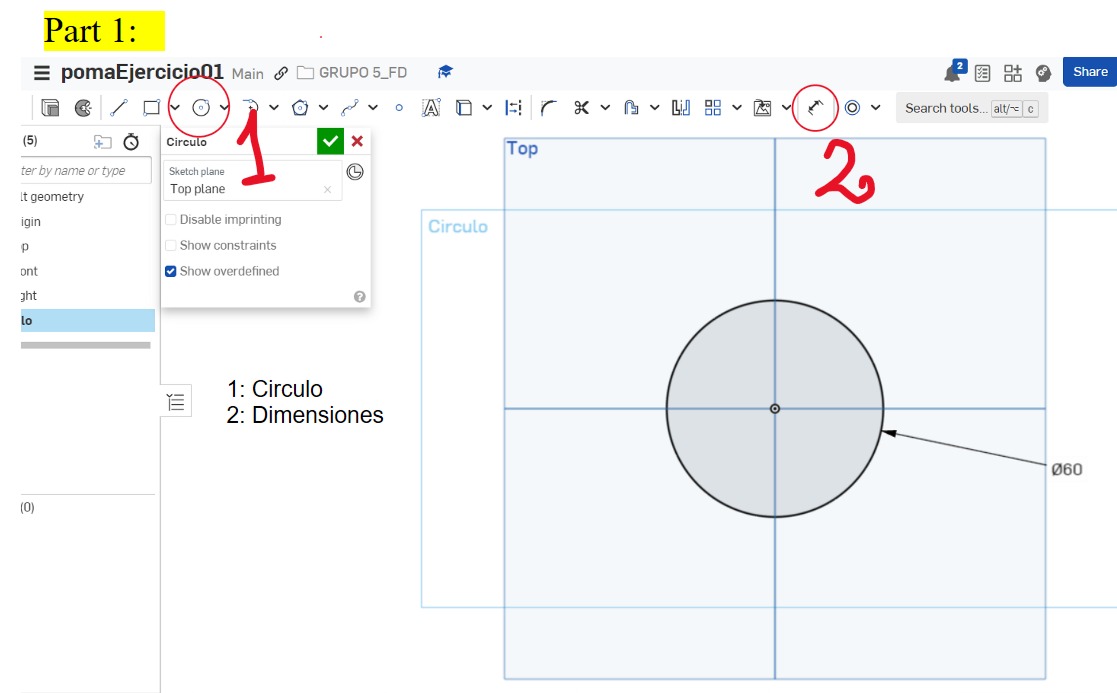 Part 1:
pomaEjercicio01 Main GRUPO 5_FD 2 Share
Search tools... alt/⌥ c
(5)
Circulo
ter by name or type
Sketch plane
Top plane
Disable imprinting
Show constraints
Show overdefined
lt geometry
igin
op
ont
ght
lo
(0)
1
2
Top
Circulo
1: Circulo
2: Dimensiones
Ø60